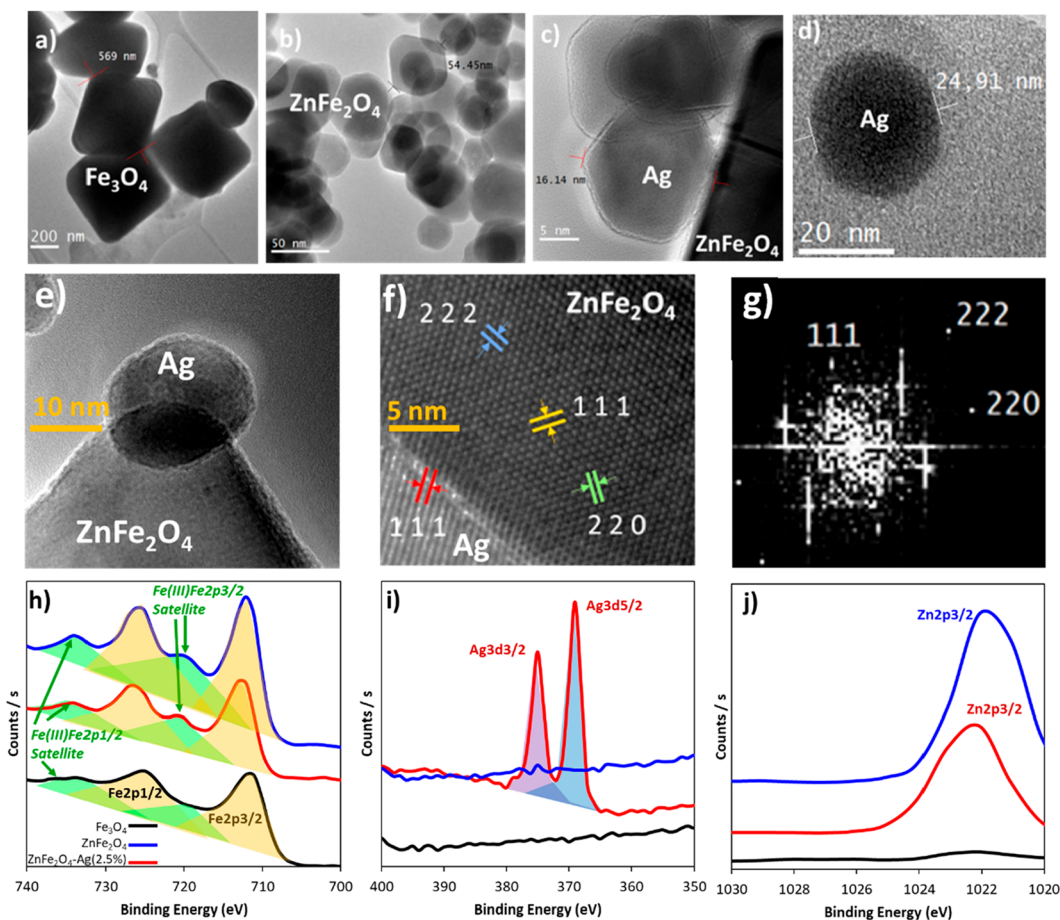 a)
569 nm
Fe₃O₄
200 nm
b)
54.45nm
ZnFe₂O₄
50 nm
c)
Ag
16.14 nm
5 nm
ZnFe₂O₄
d)
24,91 nm
Ag
20 nm
e)
Ag
10 nm
ZnFe₂O₄
f)
ZnFe₂O₄
2 2 2
5 nm
1 1 1
1 1 1
2 2 0
Ag
g)
222
111
220
h)
Fe(III)Fe2p3/2
Satellite
Fe(III)Fe2p1/2
Satellite
Fe2p1/2
Fe2p3/2
Fe₃O₄
ZnFe₂O₄
ZnFe₂O₄-Ag(2.5%)
Counts / s
740 730 720 710 700
Binding Energy (eV)
i)
Ag3d5/2
Ag3d3/2
Counts / s
400 390 380 370 360 350
Binding Energy (eV)
j)
Zn2p3/2
Zn2p3/2
Counts / s
1030 1028 1026 1024 1022 1020
Binding Energy (eV)